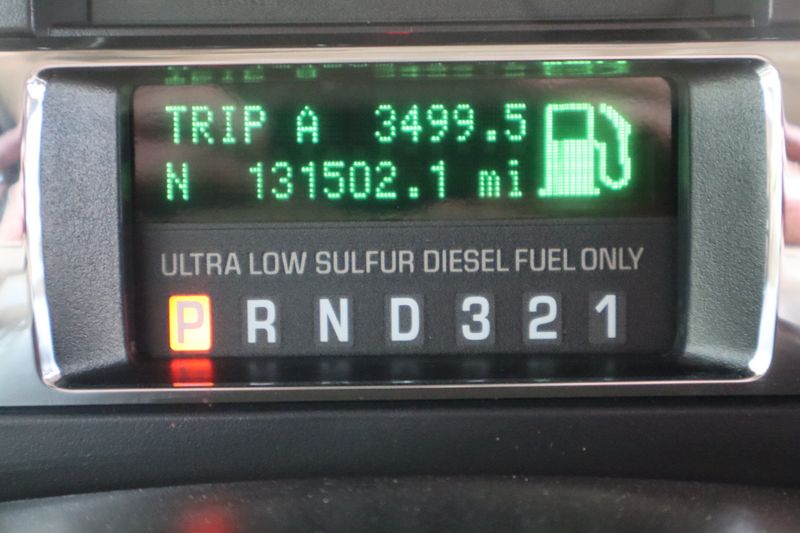 TRIP A 3499.5
N 131502.1 mi
ULTRA LOW SULFUR DIESEL FUEL ONLY
P R N D 3 2 1